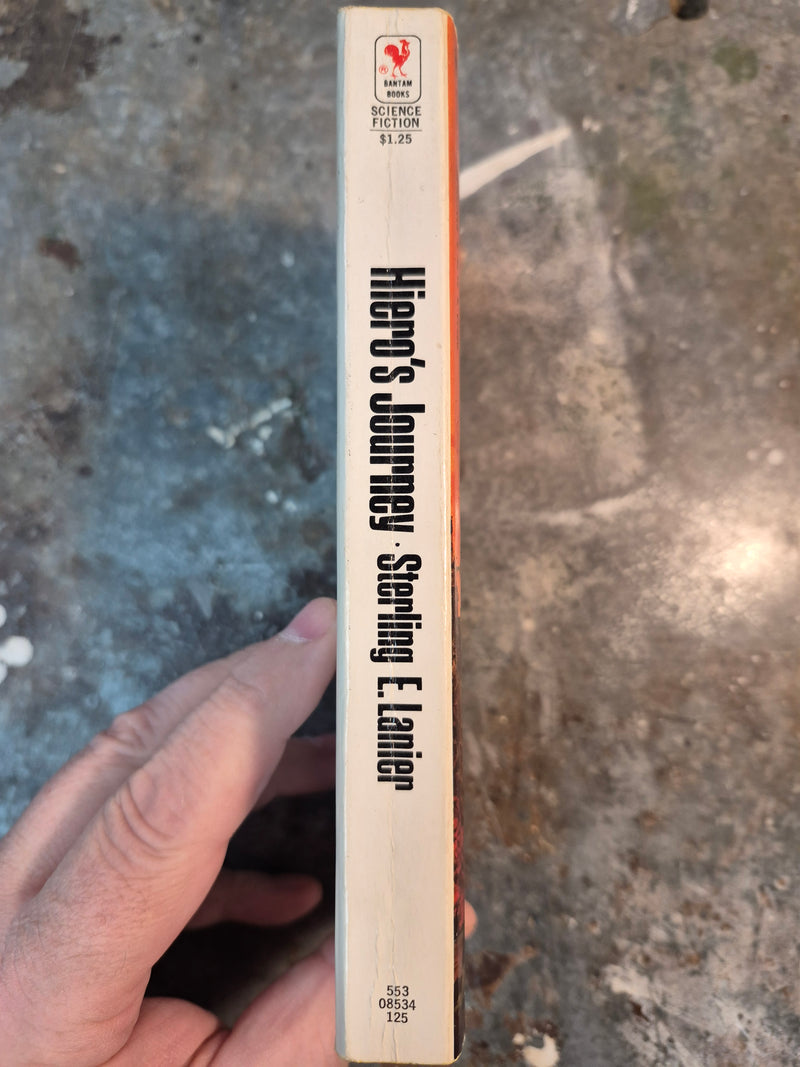 ®
BANTAM
BOOKS
SCIENCE
FICTION
$1.25
Hiero's Journey · Sterling E. Lanier
553
08534
125